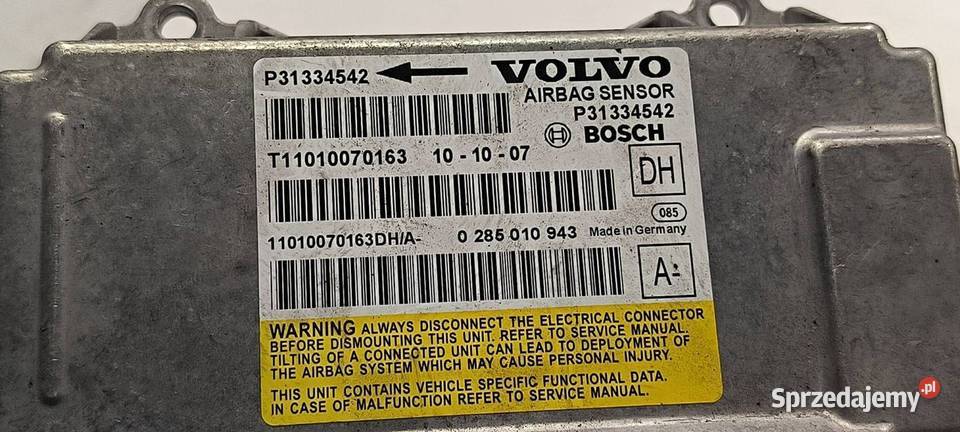 P31334542
VOLVO
AIRBAG SENSOR
P31334542
BOSCH
T11010070163 10-10-07
DH
085
11010070163DH/A- 0 285 010 943 Made in Germany
A-
WARNING ALWAYS DISCONNECT THE ELECTRICAL CONNECTOR
BEFORE DISMOUNTING THIS UNIT. REFER TO SERVICE MANUAL.
TILTING OF A CONNECTED UNIT CAN LEAD TO DEPLOYMENT OF
THE AIRBAG SYSTEM WHICH MAY CAUSE PERSONAL INJURY.
THIS UNIT CONTAINS VEHICLE SPECIFIC FUNCTIONAL DATA.
IN CASE OF MALFUNCTION REFER TO SERVICE MANUAL.
Sprzedajemy.pl